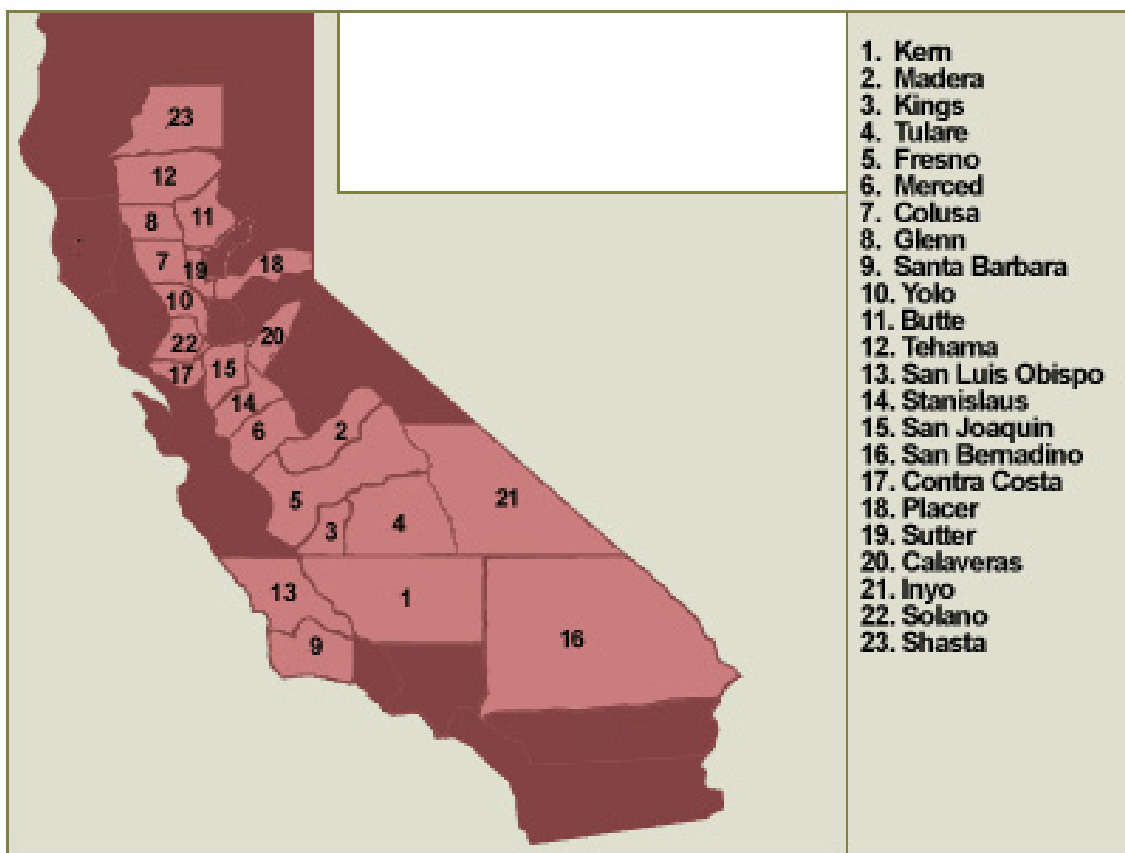 23
12
11
8
7
19
18
10
22
20
17
15
14
6
2
5
21
3
4
13
1
9
16
1. Kern
2. Madera
3. Kings
4. Tulare
5. Fresno
6. Merced
7. Colusa
8. Glenn
9. Santa Barbara
10. Yolo
11. Butte
12. Tehama
13. San Luis Obispo
14. Stanislaus
15. San Joaquin
16. San Bernadino
17. Contra Costa
18. Placer
19. Sutter
20. Calaveras
21. Inyo
22. Solano
23. Shasta